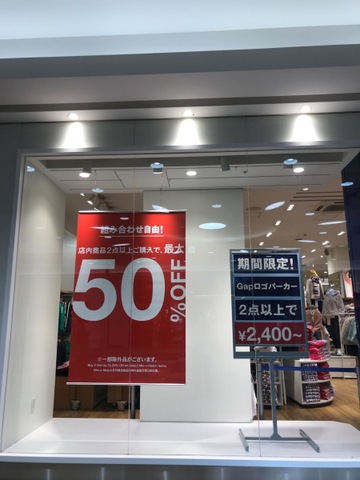 組み合わせ自由!
店内商品2点以上ご購入で、最大
50%OFF
※一部除外品がございます。
期間限定!
Gapロゴパーカー
2点以上で
¥2,400~